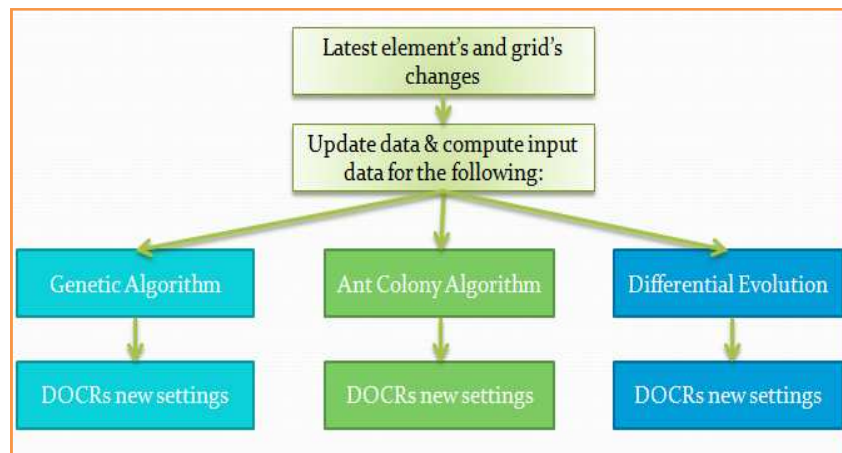 Latest element's and grid's
changes
Update data & compute input
data for the following:
Genetic Algorithm
Ant Colony Algorithm
Differential Evolution
DOCRs new settings
DOCRs new settings
DOCRs new settings